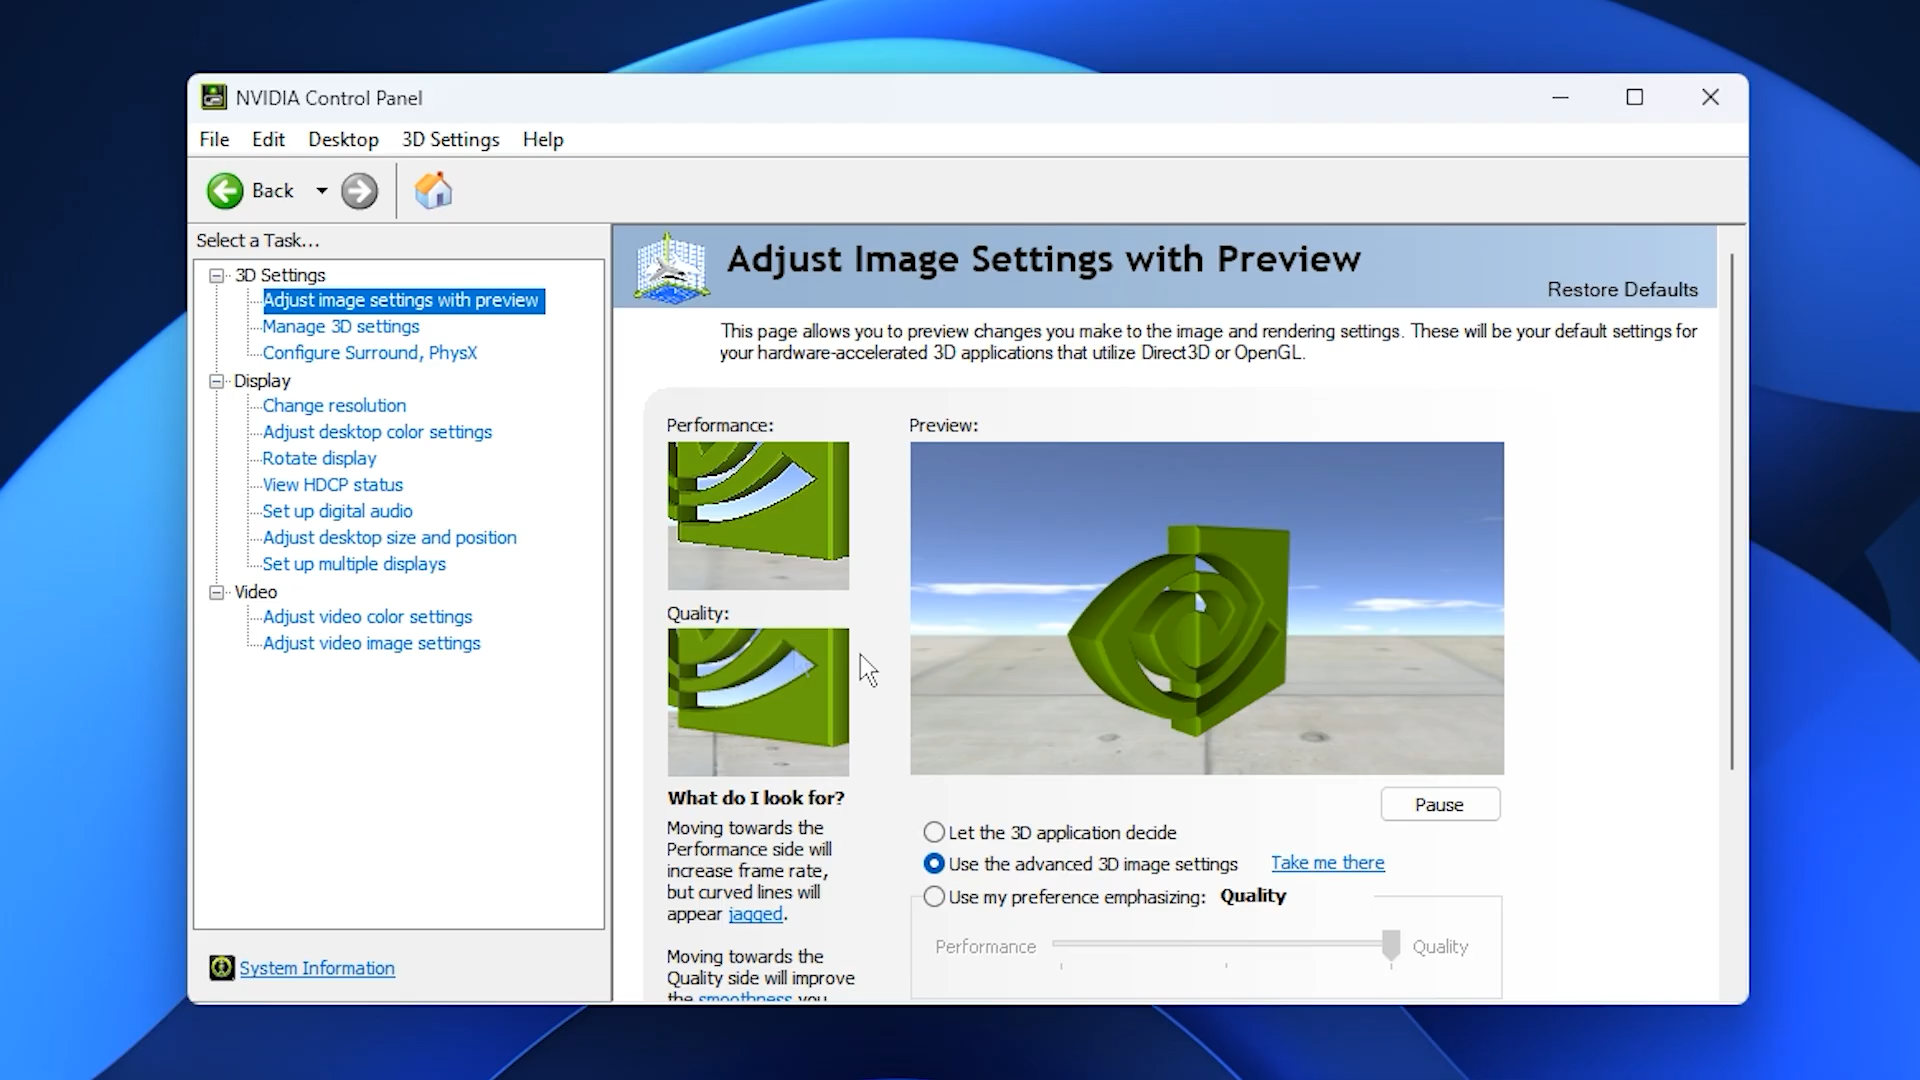 NVIDIA Control Panel
File Edit Desktop 3D Settings Help
Back
Select a Task...
3D Settings
Adjust image settings with preview
Manage 3D settings
Configure Surround, PhysX
Display
Change resolution
Adjust desktop color settings
Rotate display
View HDCP status
Set up digital audio
Adjust desktop size and position
Set up multiple displays
Video
Adjust video color settings
Adjust video image settings
System Information
Adjust Image Settings with Preview
Restore Defaults
This page allows you to preview changes you make to the image and rendering settings. These will be your default settings for
your hardware-accelerated 3D applications that utilize Direct3D or OpenGL.
Performance:
Quality:
What do I look for?
Moving towards the
Performance side will
increase frame rate,
but curved lines will
appear jagged.
Moving towards the
Quality side will improve
the smoothness you
Preview:
Pause
Let the 3D application decide
Use the advanced 3D image settings Take me there
Use my preference emphasizing: Quality
Performance Quality